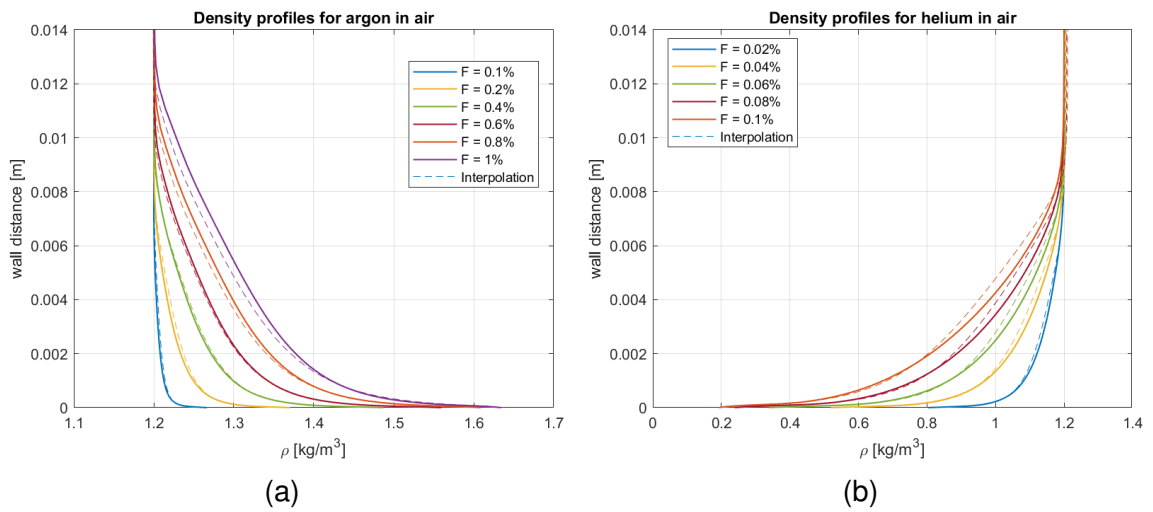 Density profiles for argon in air
0.014
0.012
0.01
0.008
0.006
0.004
0.002
0
wall distance [m]
F = 0.1%
F = 0.2%
F = 0.4%
F = 0.6%
F = 0.8%
F = 1%
Interpolation
1.1 1.2 1.3 1.4 1.5 1.6 1.7
ρ [kg/m³]
(a)
Density profiles for helium in air
0.014
0.012
0.01
0.008
0.006
0.004
0.002
0
wall distance [m]
F = 0.02%
F = 0.04%
F = 0.06%
F = 0.08%
F = 0.1%
Interpolation
0 0.2 0.4 0.6 0.8 1 1.2 1.4
ρ [kg/m³]
(b)